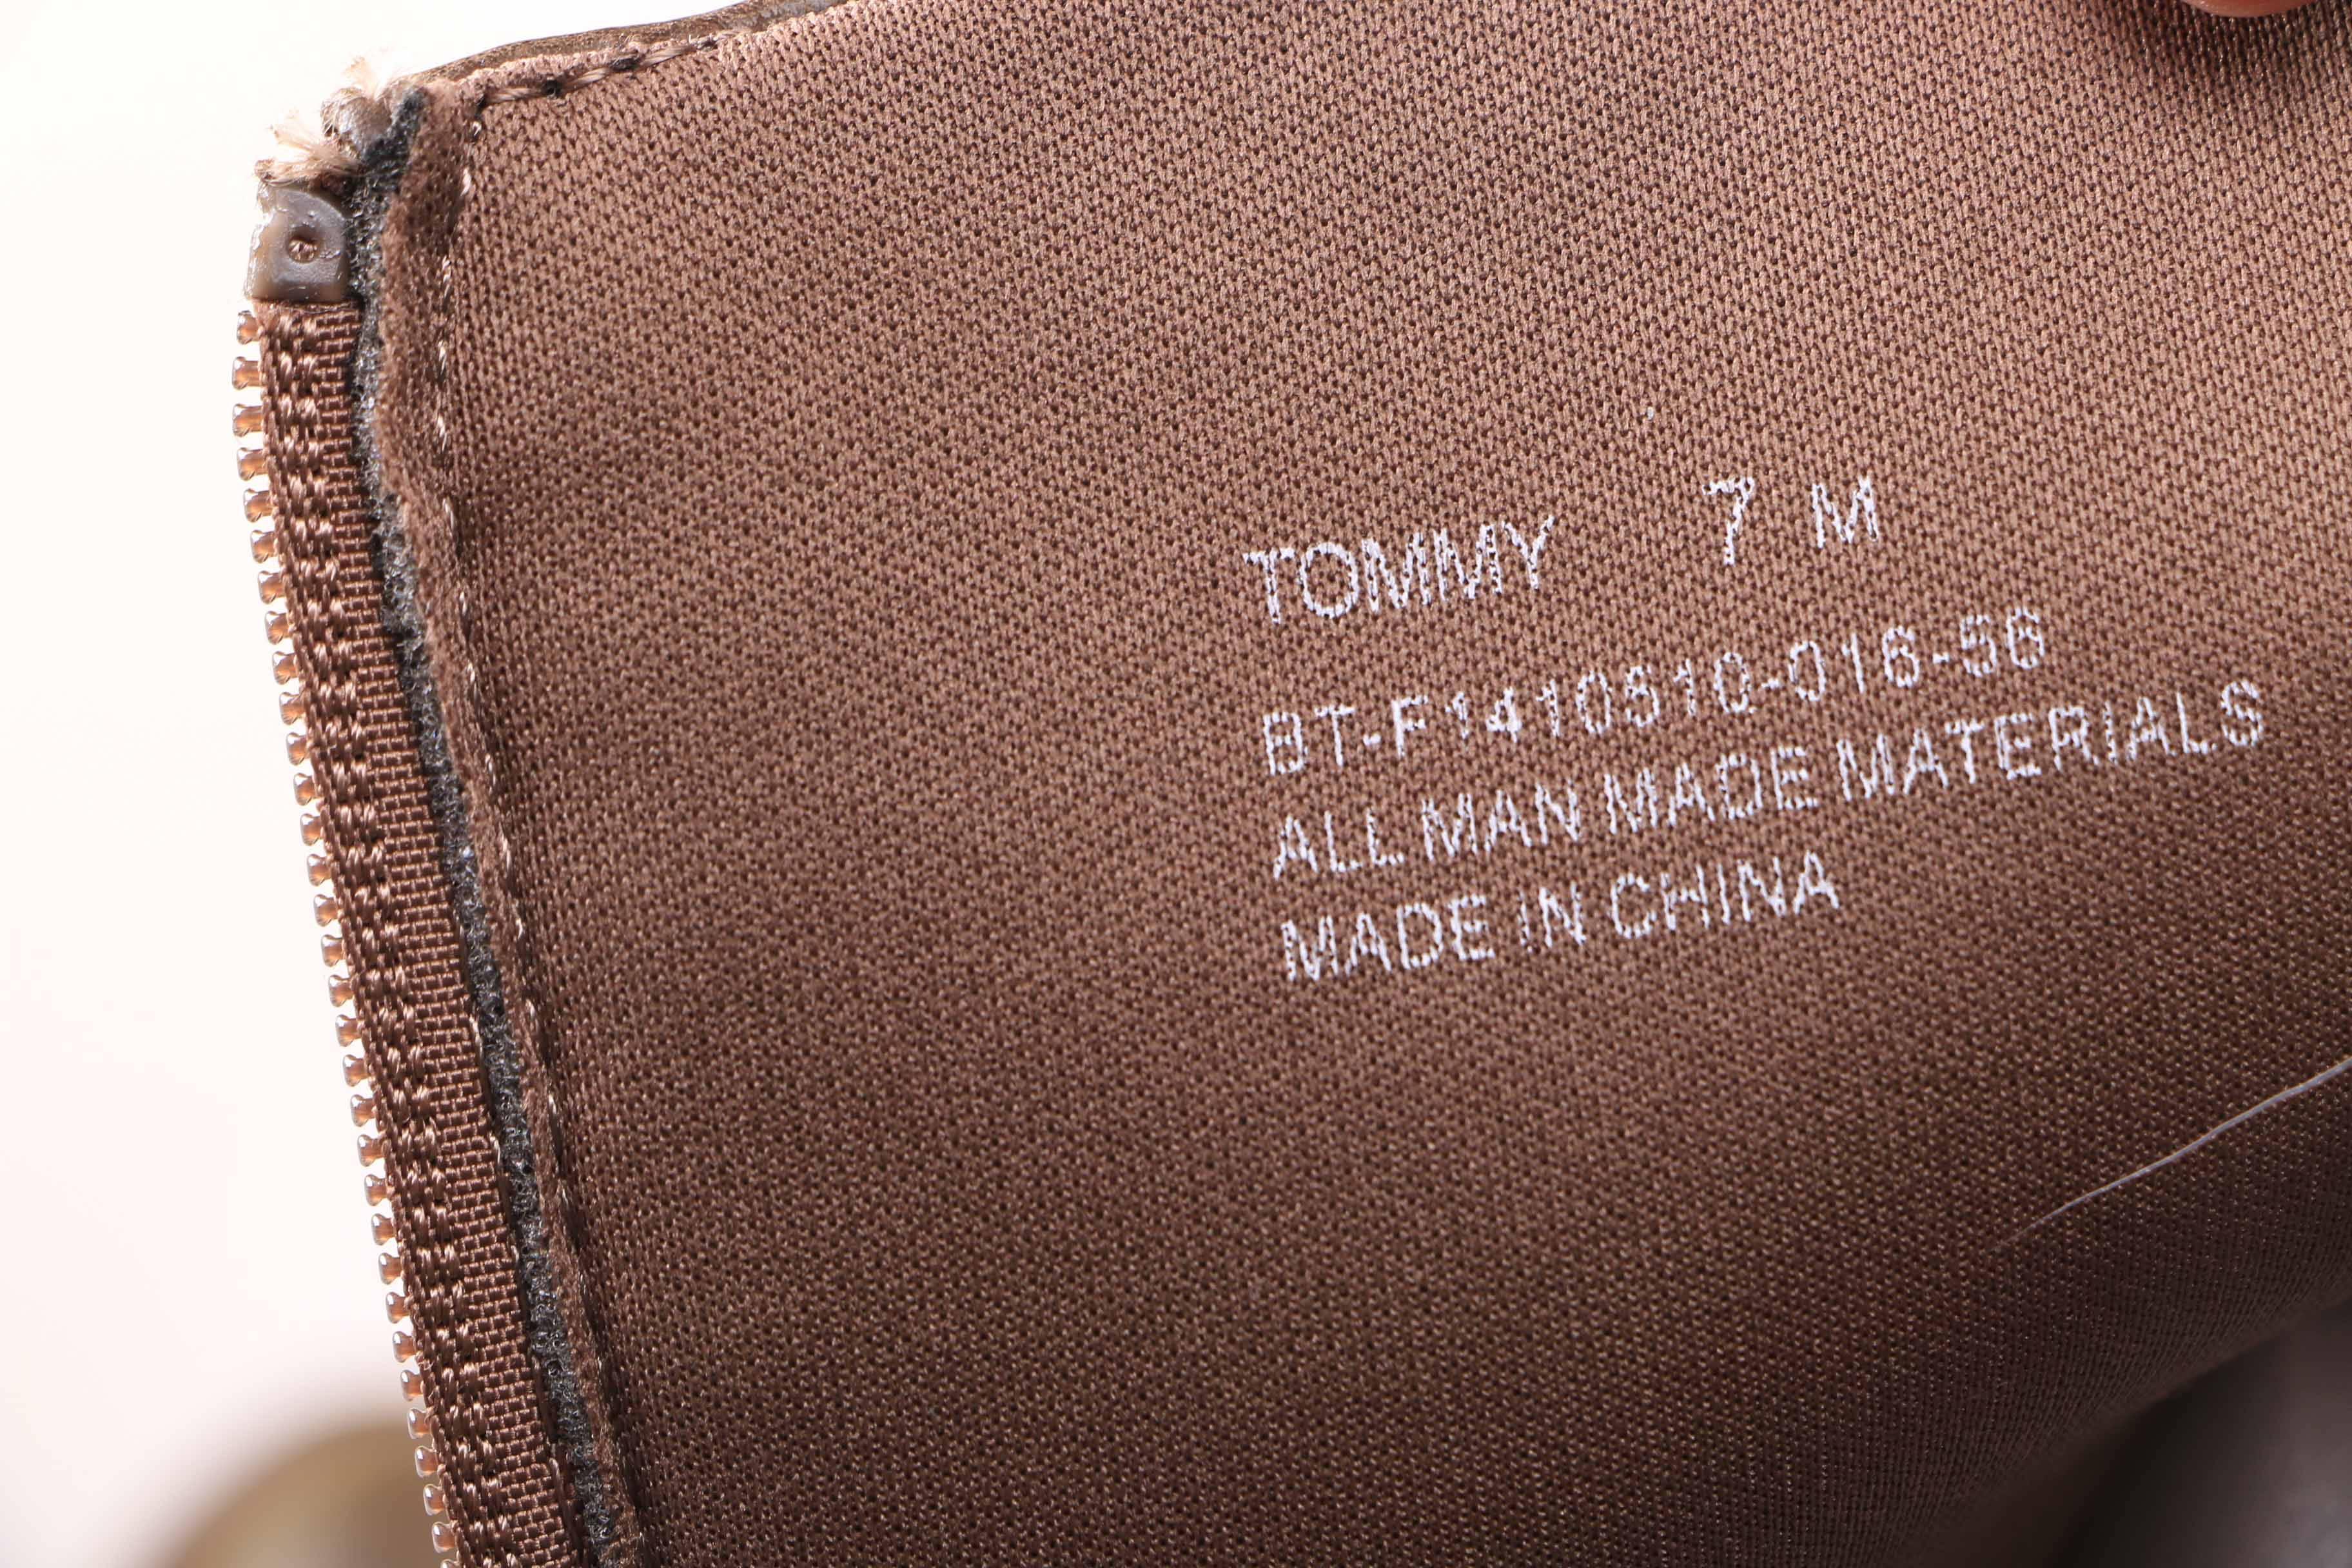 TOMMY 7 M
BT-F1410510-016-56
ALL MAN MADE MATERIALS
MADE IN CHINA